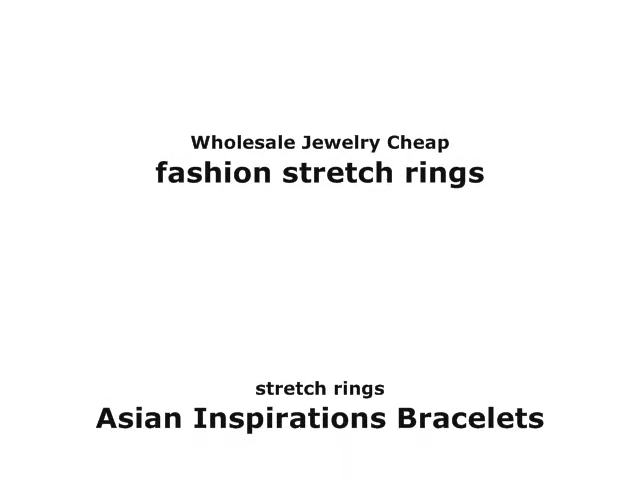 Wholesale Jewelry Cheap
fashion stretch rings
stretch rings
Asian Inspirations Bracelets